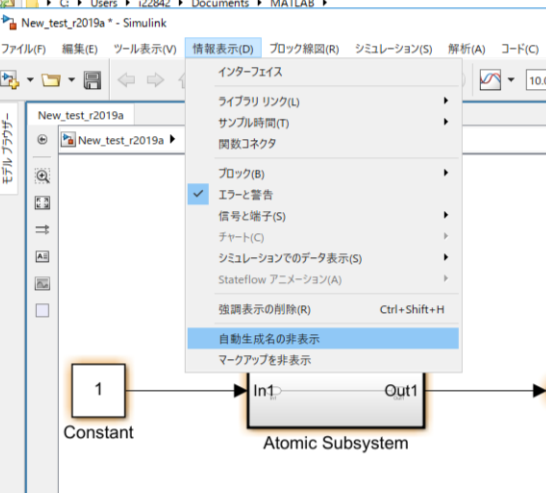 C: ▸ Users ▸ i22842 ▸ Documents ▸ MATLAB ▸
New_test_r2019a * - Simulink
ファイル(F) 編集(E) ツール表示(V) 情報表示(D) ブロック線図(R) シミュレーション(S) 解析(A) コード(C)
10.0
モデル ブラウザー
New_test_r2019a
New_test_r2019a
インターフェイス
ライブラリ リンク(L)
サンプル時間(T)
関数コネクタ
ブロック(B)
エラーと警告
信号と端子(S)
チャート(C)
シミュレーションでのデータ表示(S)
Stateflow アニメーション(A)
強調表示の削除(R) Ctrl+Shift+H
自動生成名の非表示
マークアップを非表示
1
Constant
In1
Out1
Atomic Subsystem